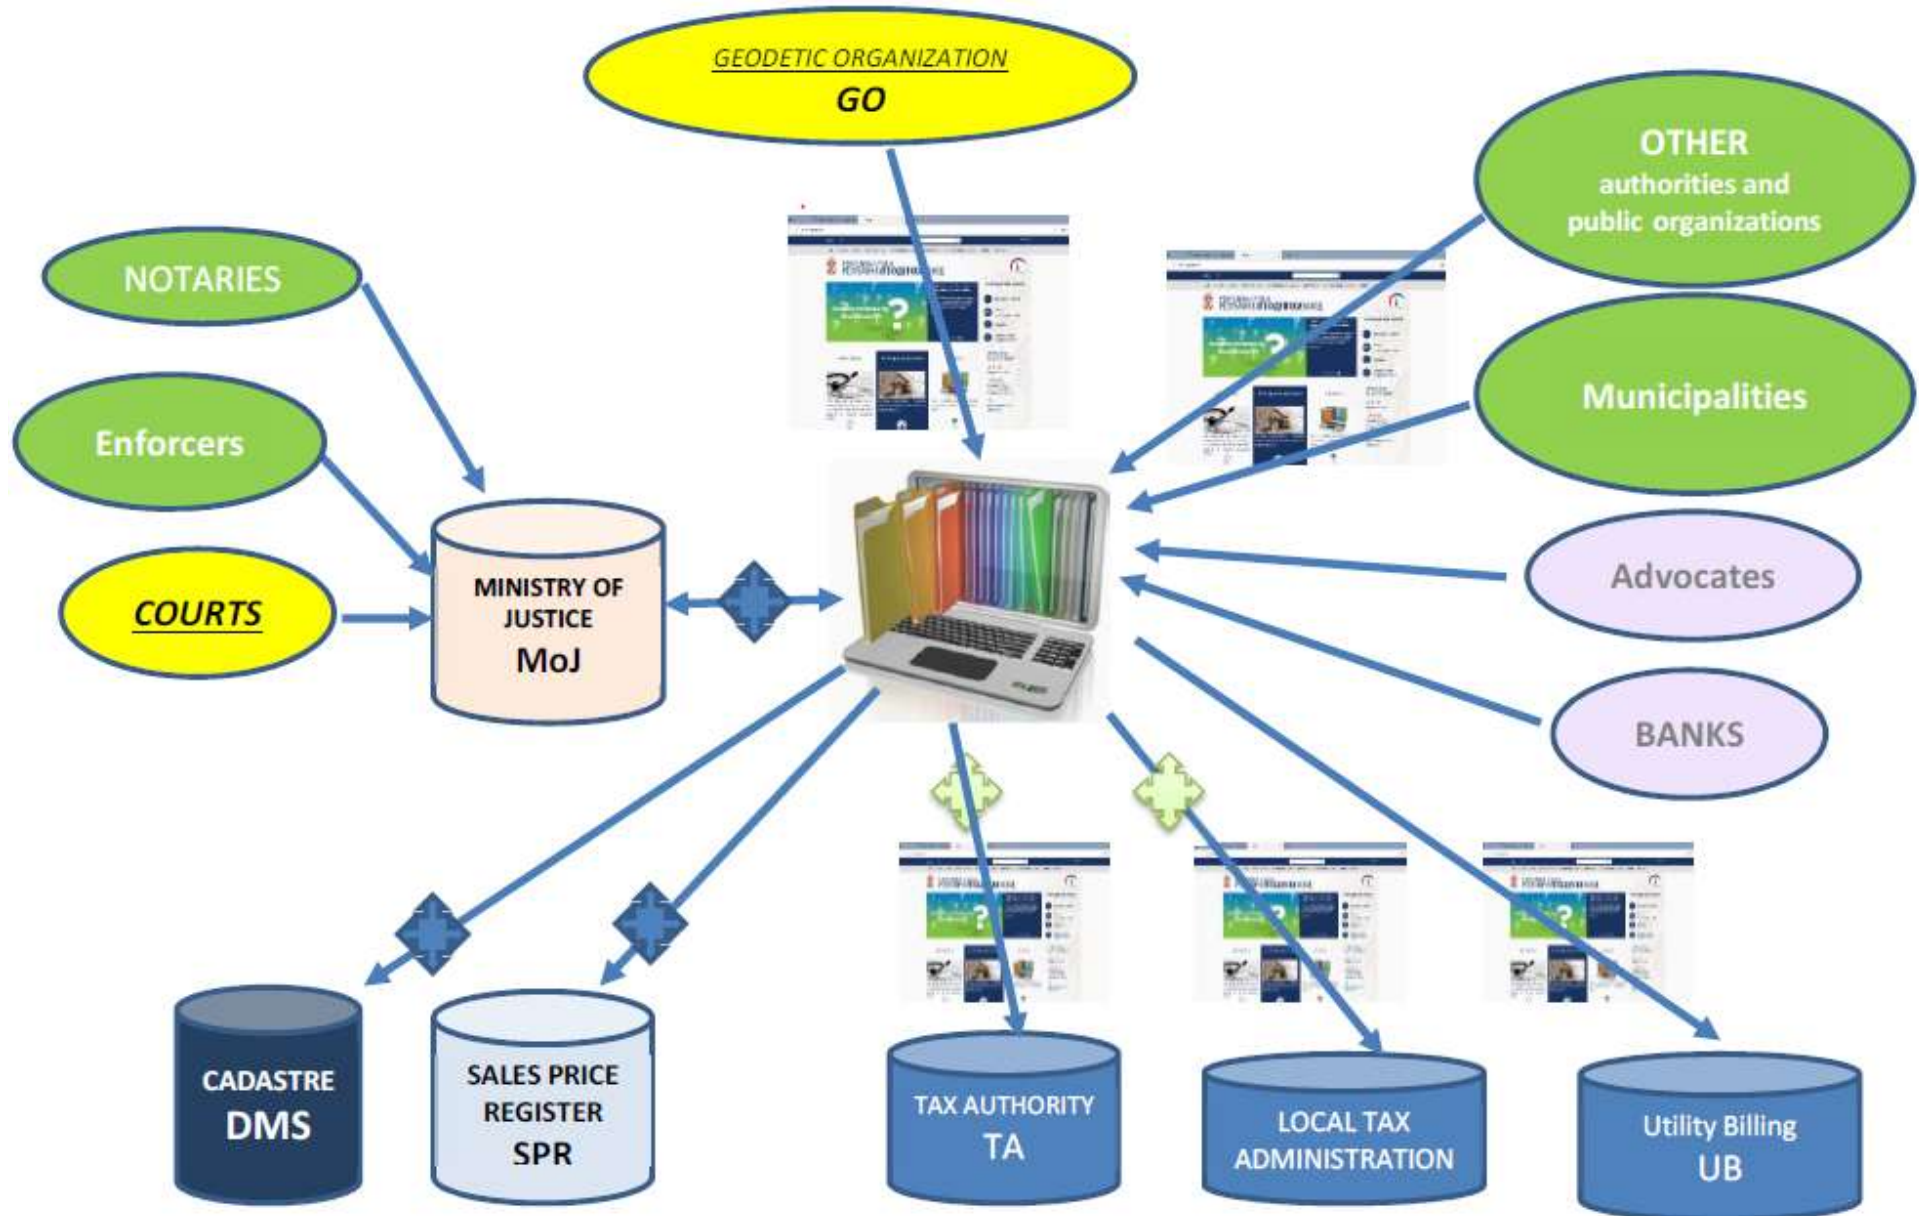 GEODETIC ORGANIZATION
GO
OTHER
authorities and
public organizations
NOTARIES
Enforcers
Municipalities
COURTS
MINISTRY OF
JUSTICE
MoJ
Advocates
BANKS
?
?
?
?
?
CADASTRE
DMS
SALES PRICE
REGISTER
SPR
TAX AUTHORITY
TA
LOCAL TAX
ADMINISTRATION
Utility Billing
UB